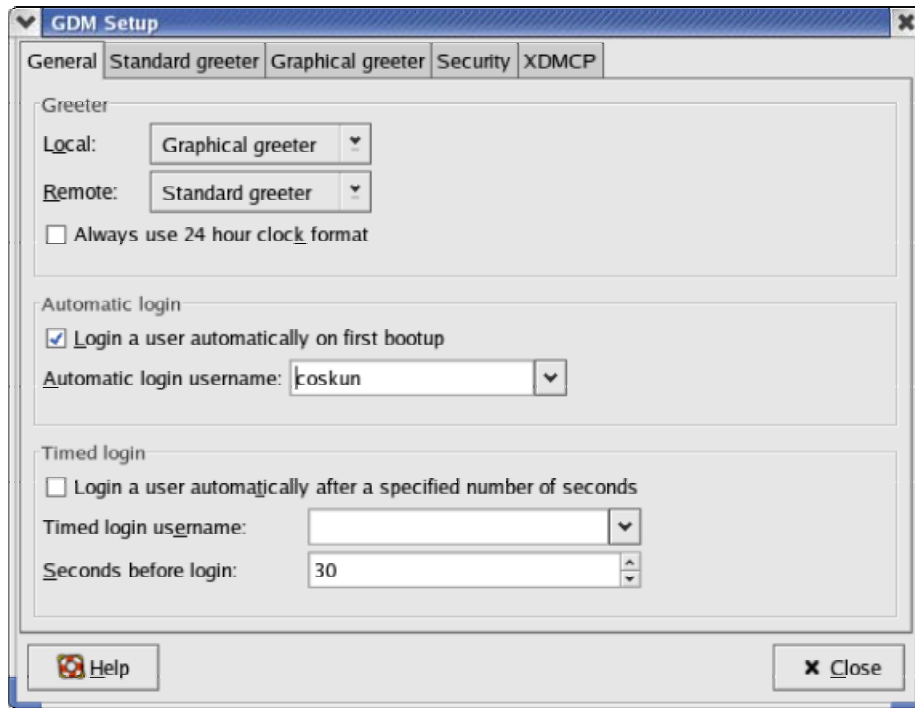 GDM Setup
General Standard greeter Graphical greeter Security XDMCP
Greeter
Local: Graphical greeter
Remote: Standard greeter
Always use 24 hour clock format
Automatic login
Login a user automatically on first bootup
Automatic login username: coskun
Timed login
Login a user automatically after a specified number of seconds
Timed login username:
Seconds before login: 30
Help Close